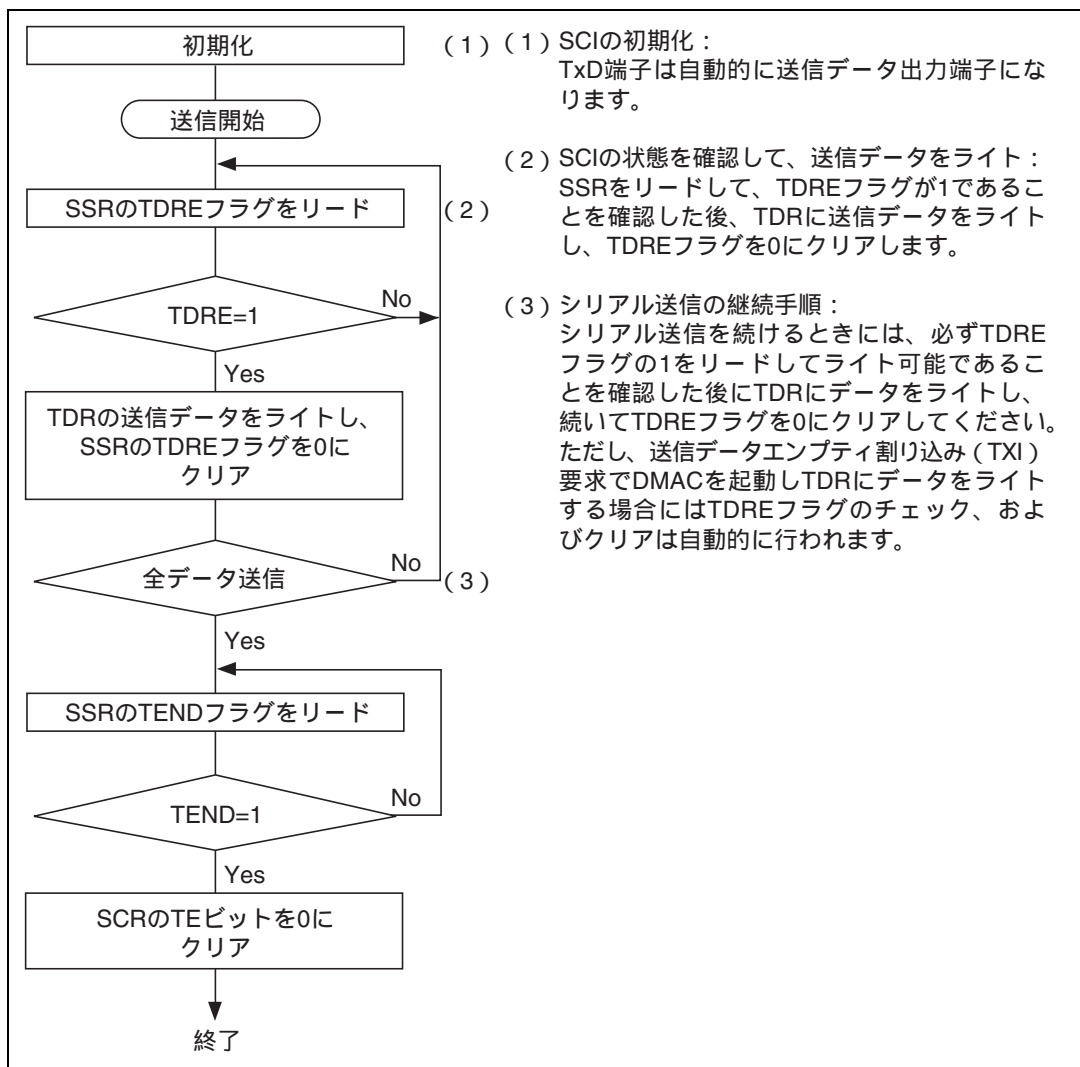 初期化
(1)
送信開始
SSRのTDREフラグをリード
(2)
TDRE=1
No
Yes
TDRの送信データをライトし、
SSRのTDREフラグを0に
クリア
全データ送信
No
(3)
Yes
SSRのTENDフラグをリード
TEND=1
No
Yes
SCRのTEビットを0に
クリア
終了
(1)SCIの初期化：
TxD端子は自動的に送信データ出力端子にな
ります。
(2)SCIの状態を確認して、送信データをライト：
SSRをリードして、TDREフラグが1であるこ
とを確認した後、TDRに送信データをライト
し、TDREフラグを0にクリアします。
(3)シリアル送信の継続手順：
シリアル送信を続けるときには、必ずTDRE
フラグの1をリードしてライト可能であるこ
とを確認した後にTDRにデータをライトし、
続いてTDREフラグを0にクリアしてください。
ただし、送信データエンプティ割り込み(TXI)
要求でDMACを起動しTDRにデータをライト
する場合にはTDREフラグのチェック、およ
びクリアは自動的に行われます。